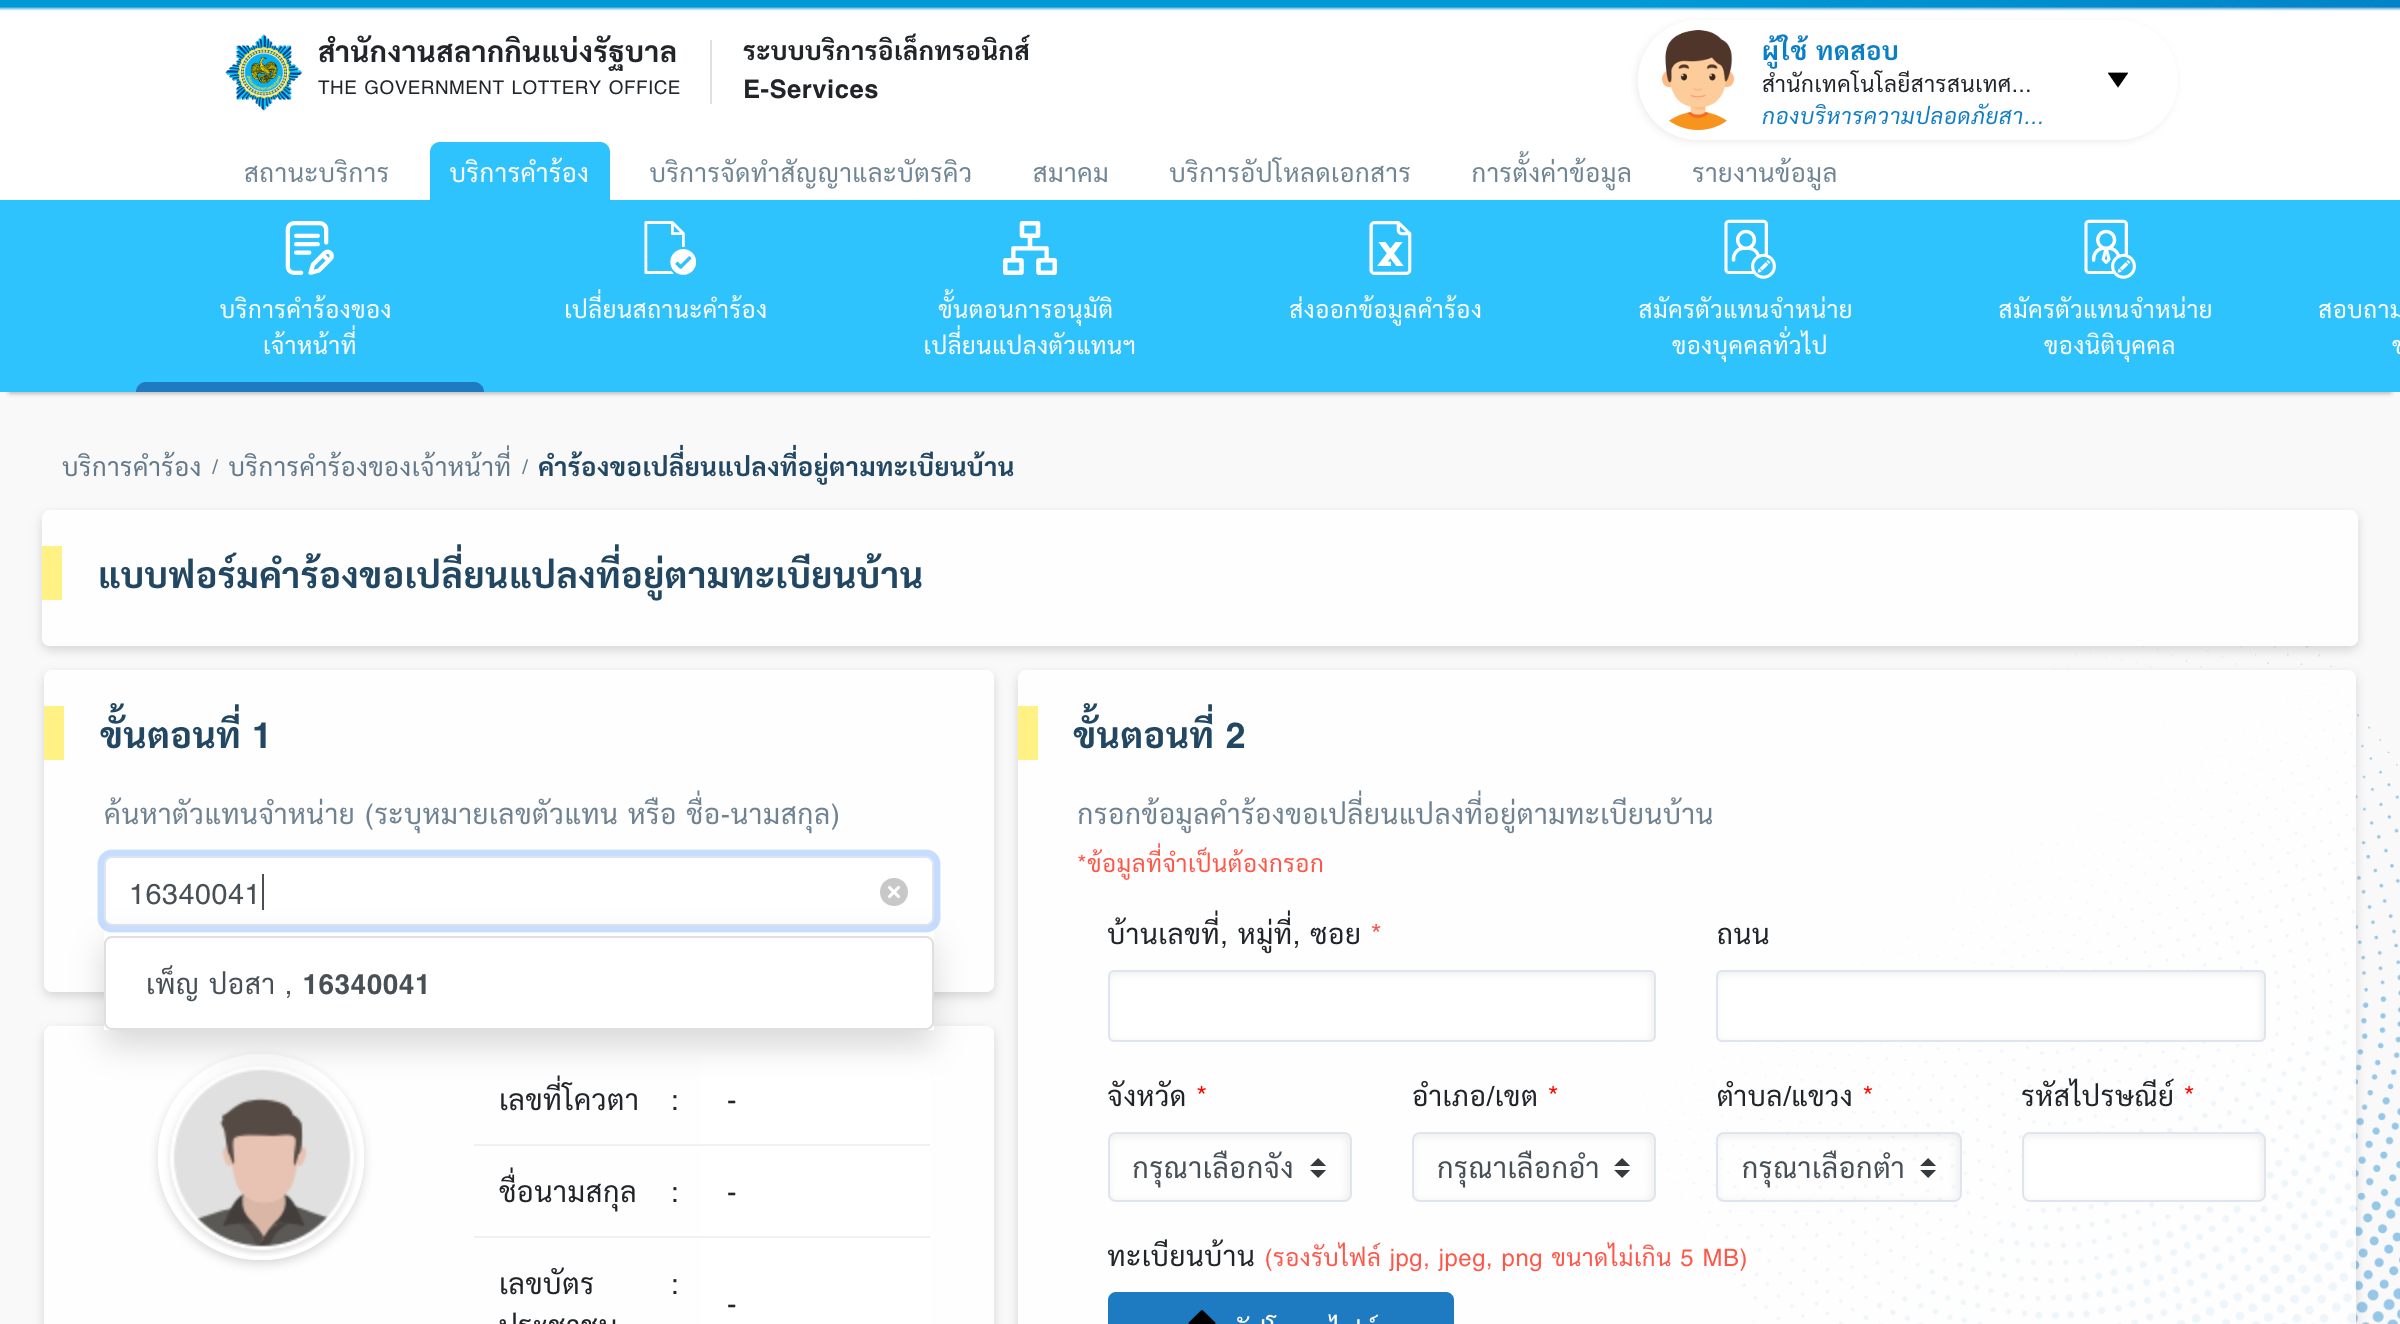 สำนักงานสลากกินแบ่งรัฐบาล
THE GOVERNMENT LOTTERY OFFICE
ระบบบริการอิเล็กทรอนิกส์
E-Services
ผู้ใช้ ทดสอบ
สำนักเทคโนโลยีสารสนเทศ...
กองบริหารความปลอดภัยสา...
สถานะบริการ
บริการคำร้อง
บริการจัดทำสัญญาและบัตรคิว
สมาคม
บริการอัปโหลดเอกสาร
การตั้งค่าข้อมูล
รายงานข้อมูล
บริการคำร้องของ
เจ้าหน้าที่
เปลี่ยนสถานะคำร้อง
ขั้นตอนการอนุมัติ
เปลี่ยนแปลงตัวแทนฯ
ส่งออกข้อมูลคำร้อง
สมัครตัวแทนจำหน่าย
ของบุคคลทั่วไป
สมัครตัวแทนจำหน่าย
ของนิติบุคคล
บริการคำร้อง / บริการคำร้องของเจ้าหน้าที่ / คำร้องขอเปลี่ยนแปลงที่อยู่ตามทะเบียนบ้าน
แบบฟอร์มคำร้องขอเปลี่ยนแปลงที่อยู่ตามทะเบียนบ้าน
ขั้นตอนที่ 1
ค้นหาตัวแทนจำหน่าย (ระบุหมายเลขตัวแทน หรือ ชื่อ-นามสกุล)
16340041
เพ็ญ ปอสา , 16340041
เลขที่โควตา : -
ชื่อนามสกุล : -
เลขบัตร : -
ประชาชน
ขั้นตอนที่ 2
กรอกข้อมูลคำร้องขอเปลี่ยนแปลงที่อยู่ตามทะเบียนบ้าน
*ข้อมูลที่จำเป็นต้องกรอก
บ้านเลขที่, หมู่ที่, ซอย *
ถนน
จังหวัด * อำเภอ/เขต * ตำบล/แขวง * รหัสไปรษณีย์ *
กรุณาเลือกจัง กรุณาเลือกอำ กรุณาเลือกตำ
ทะเบียนบ้าน (รองรับไฟล์ jpg, jpeg, png ขนาดไม่เกิน 5 MB)